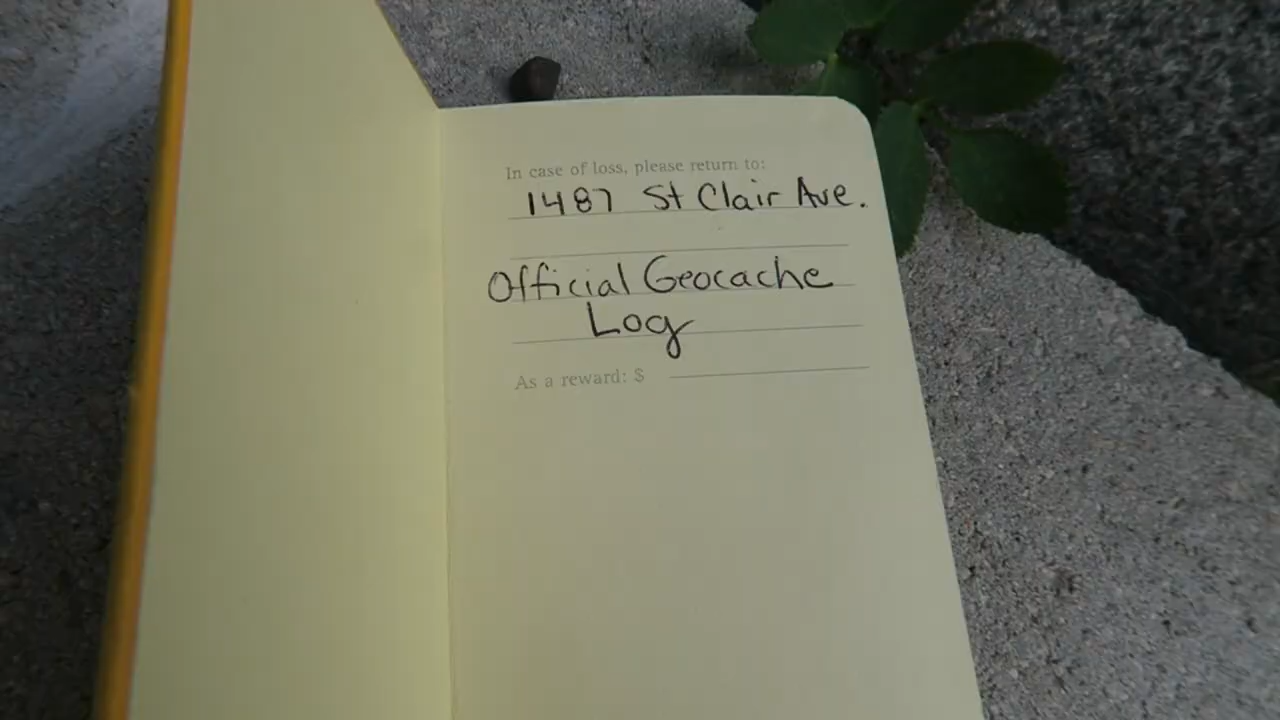 In case of loss, please return to:
1487 St Clair Ave.
Official Geocache
Log
As a reward: $